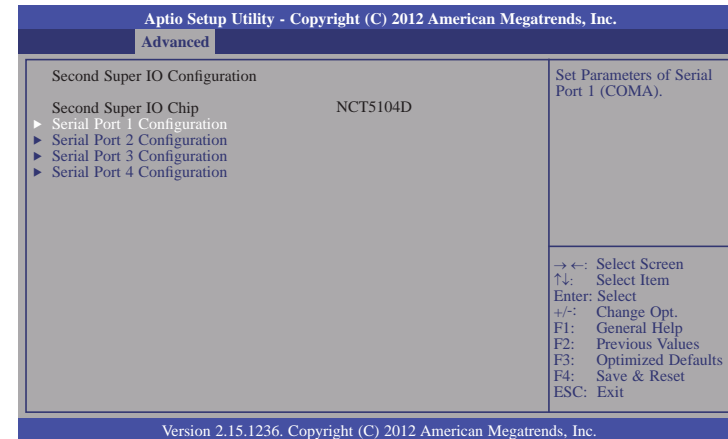 Aptio Setup Utility - Copyright (C) 2012 American Megatrends, Inc.
Advanced
Second Super IO Configuration
Second Super IO Chip NCT5104D
► Serial Port 1 Configuration
► Serial Port 2 Configuration
► Serial Port 3 Configuration
► Serial Port 4 Configuration
Set Parameters of Serial
Port 1 (COMA).
→←: Select Screen
↑↓: Select Item
Enter: Select
+/-: Change Opt.
F1: General Help
F2: Previous Values
F3: Optimized Defaults
F4: Save & Reset
ESC: Exit
Version 2.15.1236. Copyright (C) 2012 American Megatrends, Inc.